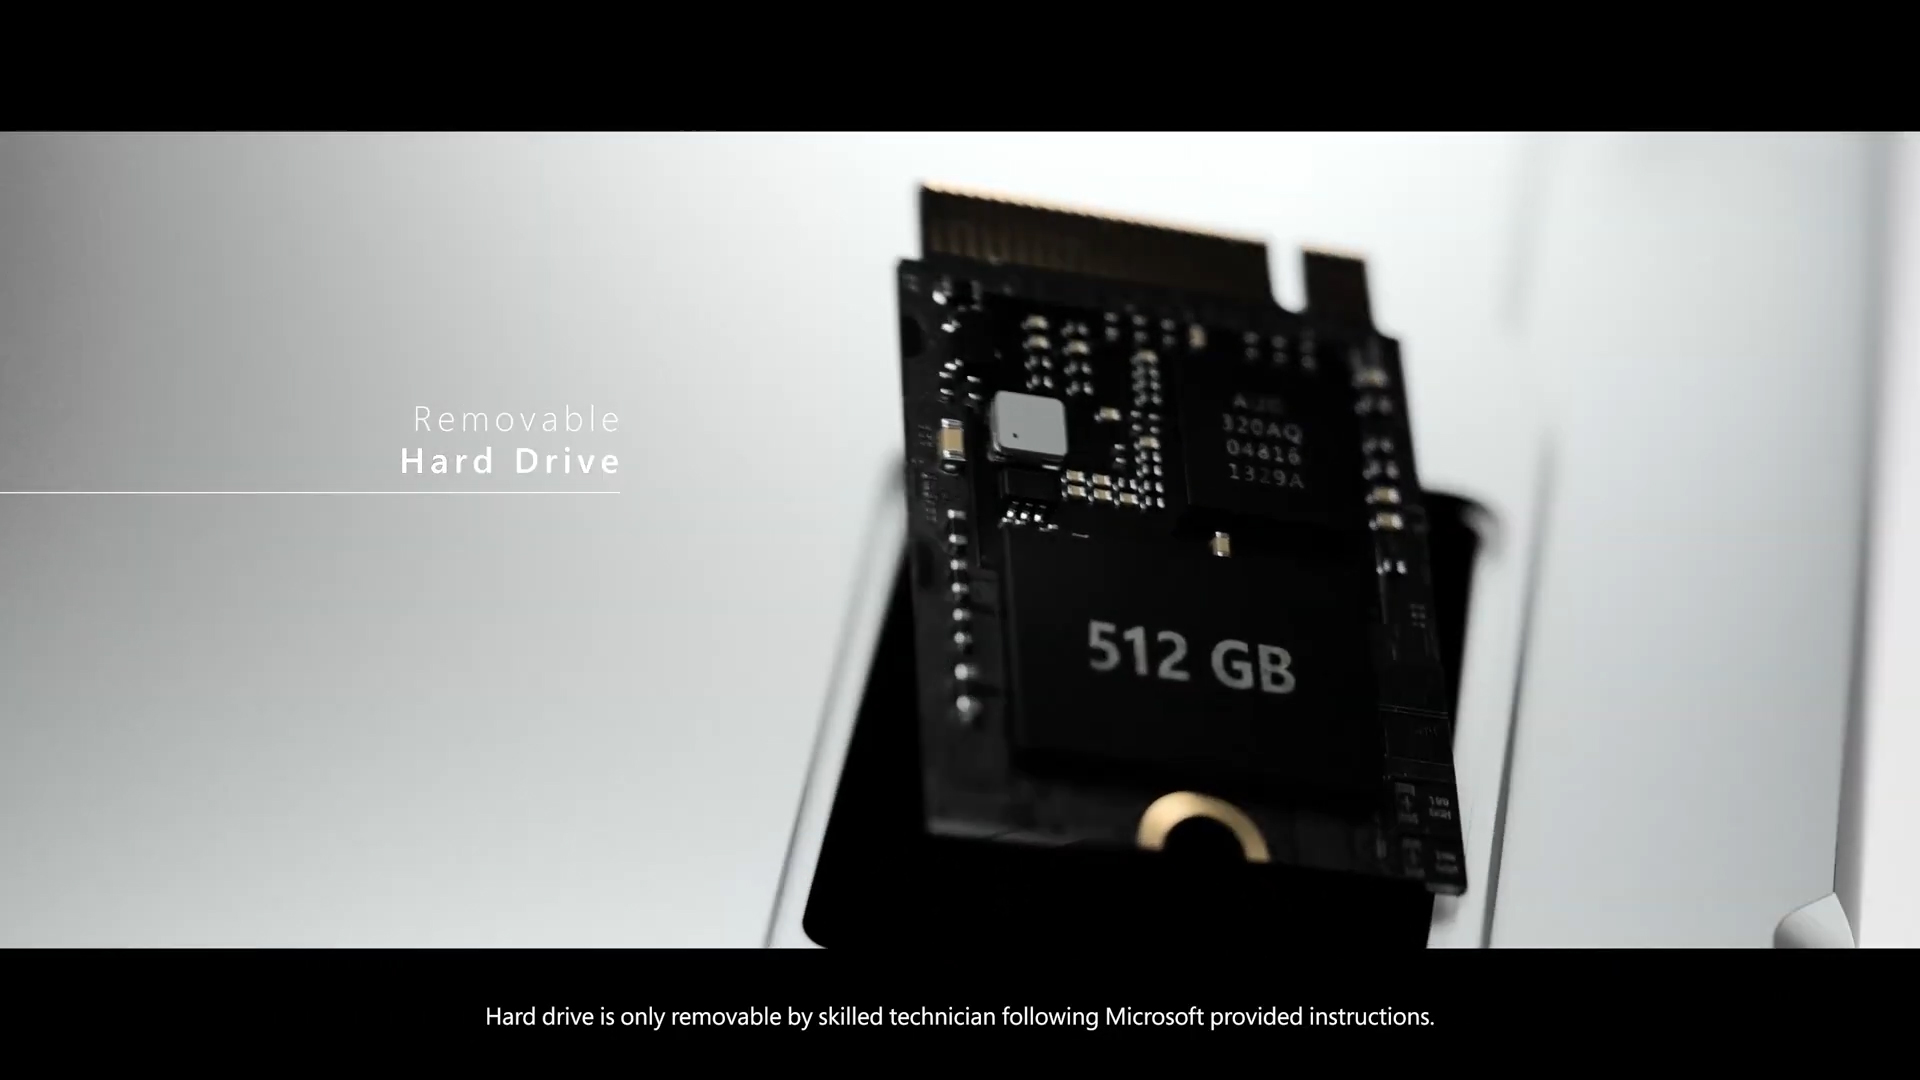 Removable
Hard Drive
320AQ
04816
1329A
512 GB
Hard drive is only removable by skilled technician following Microsoft provided instructions.